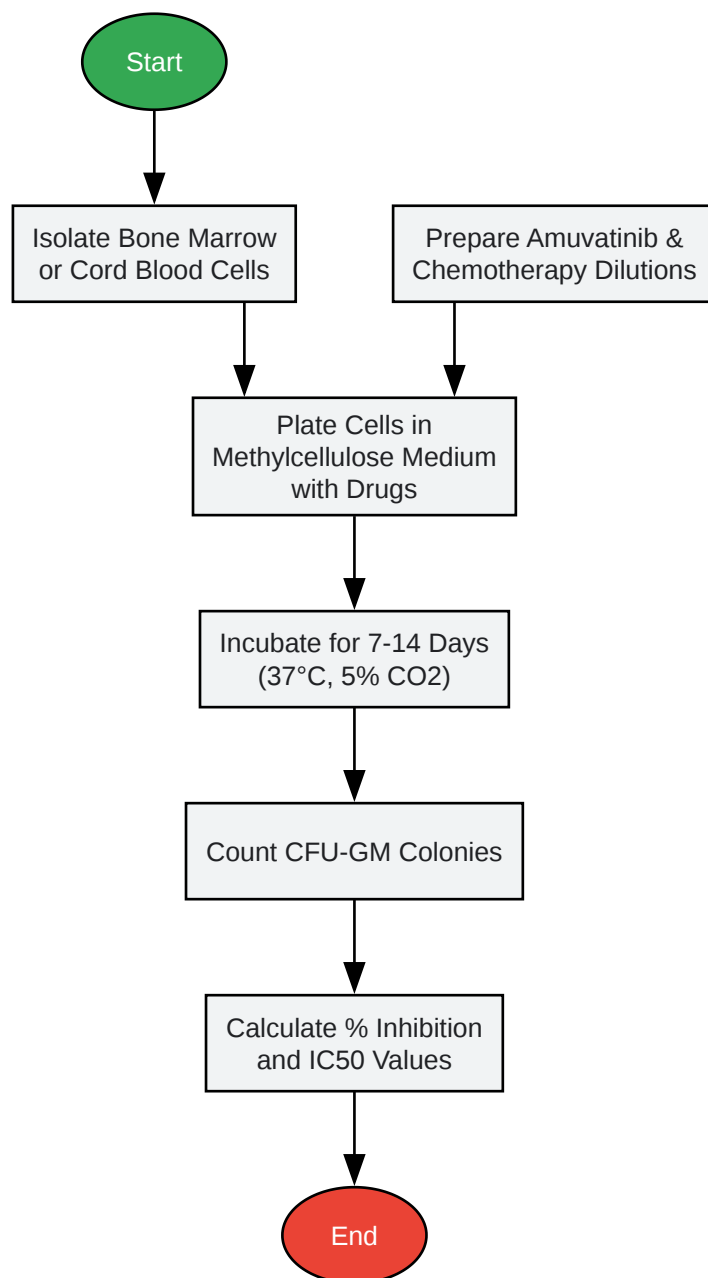 Start
Isolate Bone Marrow
or Cord Blood Cells
Prepare Amuvatinib &
Chemotherapy Dilutions
Plate Cells in
Methylcellulose Medium
with Drugs
Incubate for 7-14 Days
(37°C, 5% CO2)
Count CFU-GM Colonies
Calculate % Inhibition
and IC50 Values
End